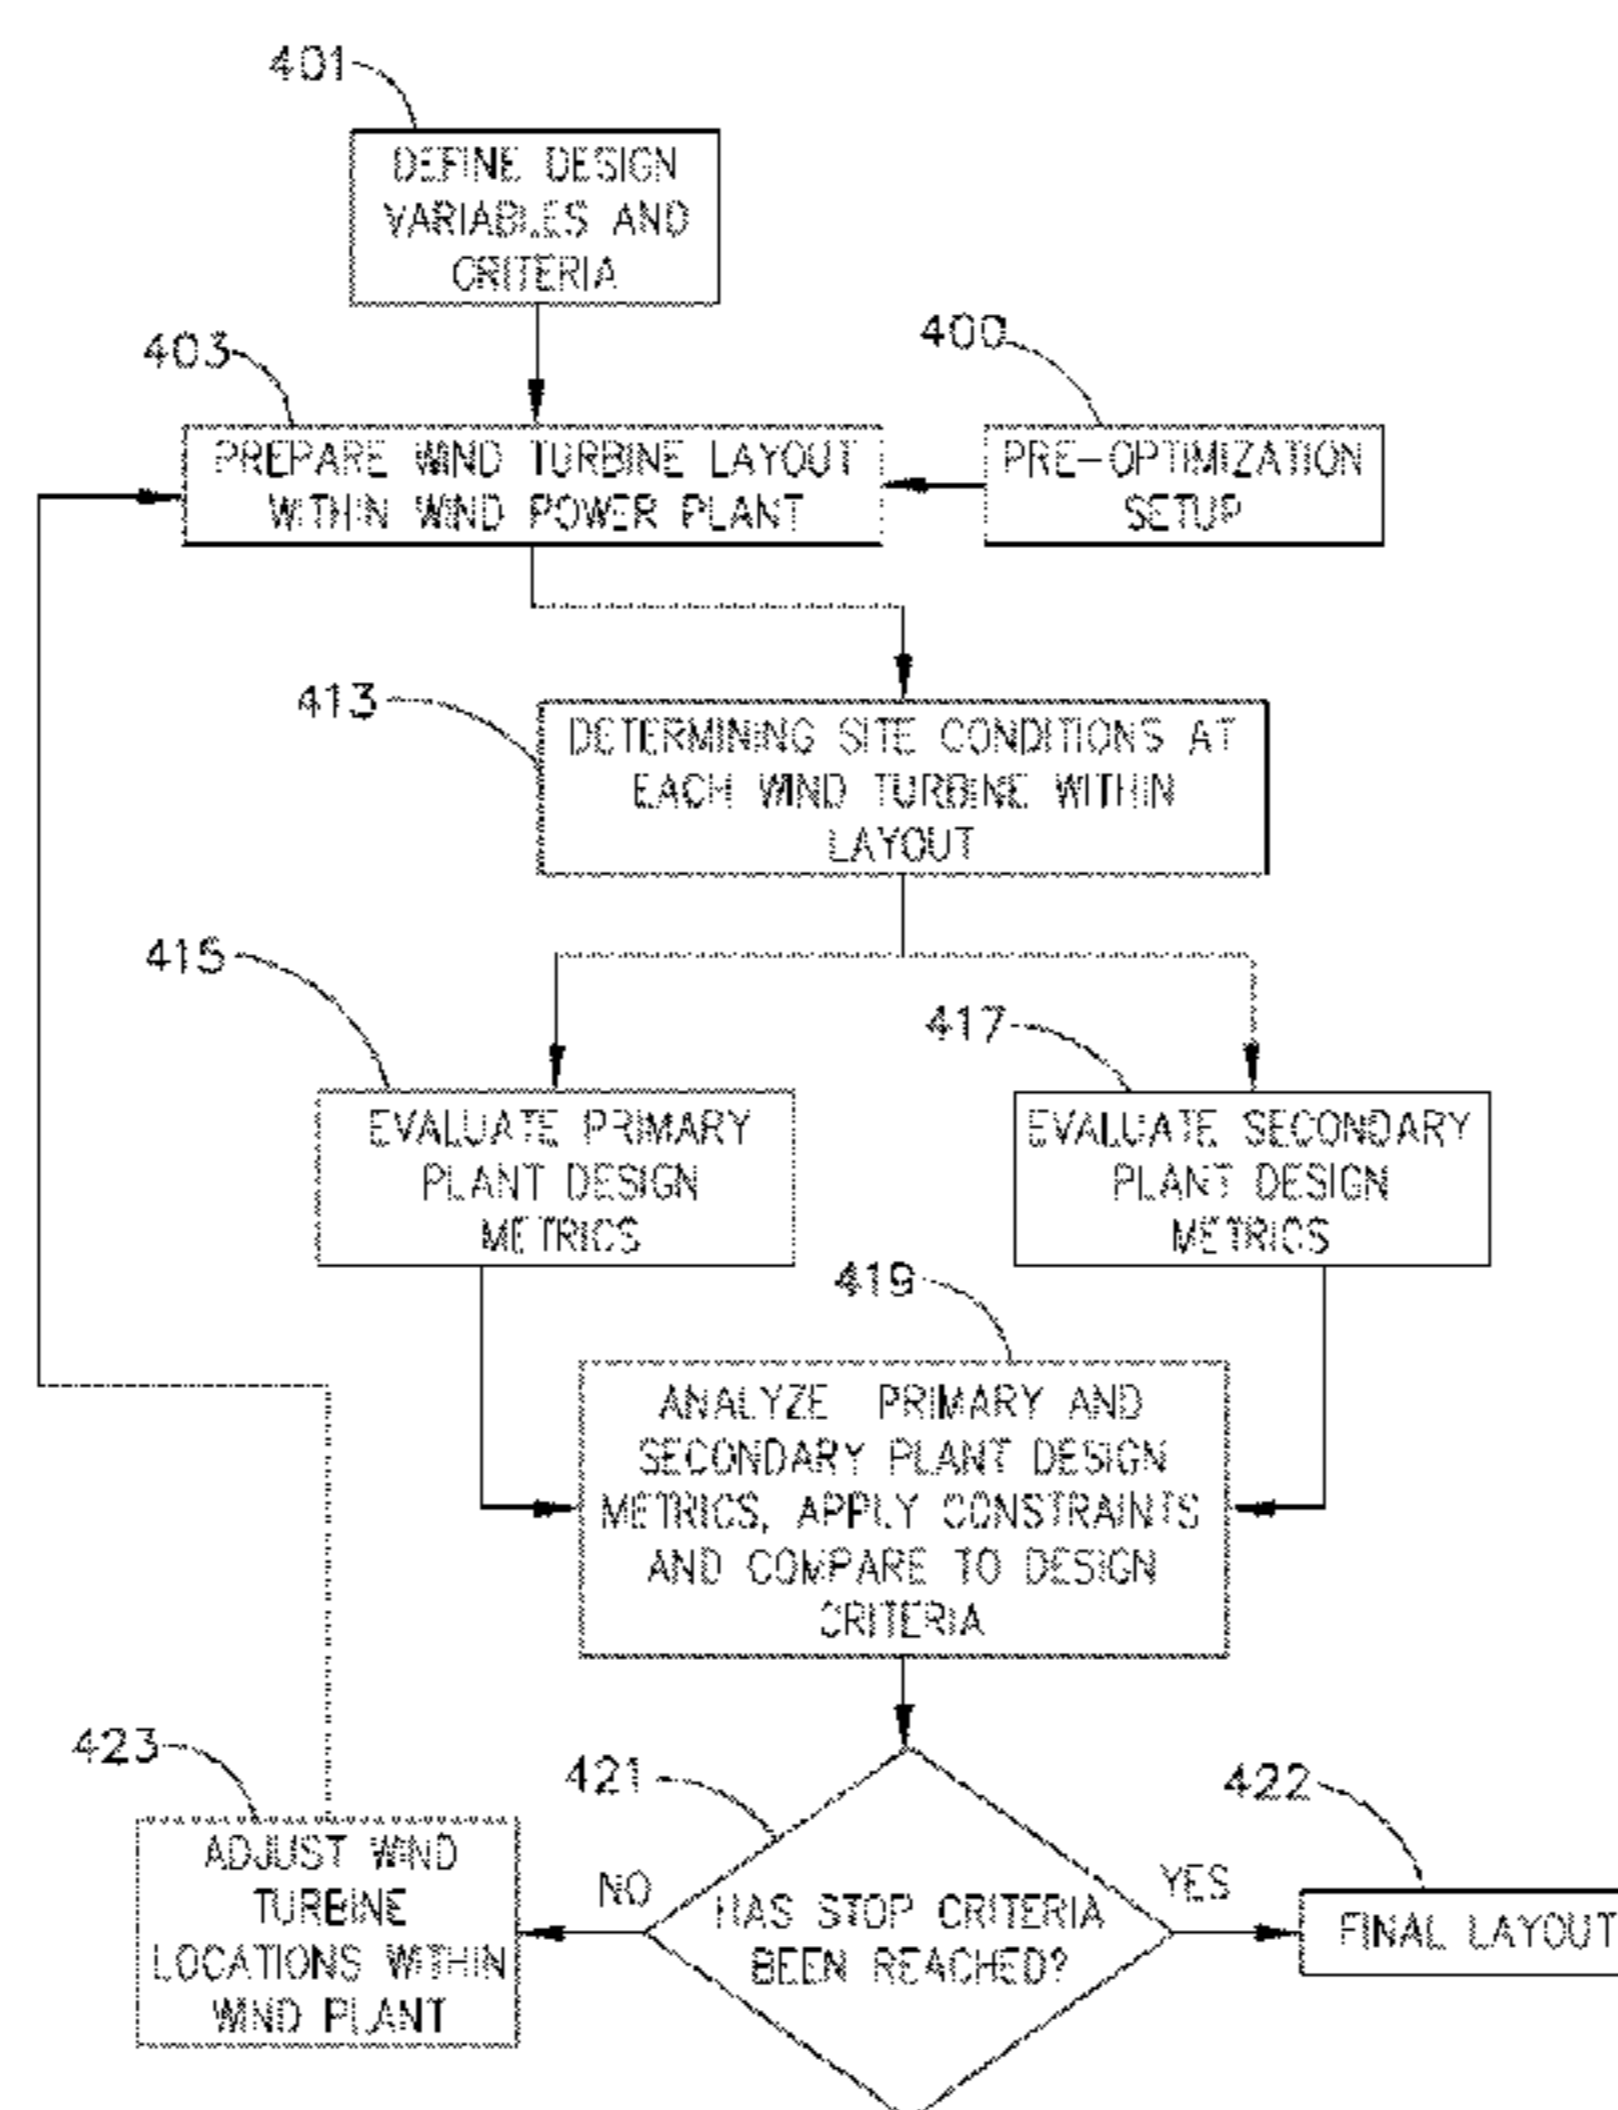 401
DEFINE DESIGN
VARIABLES AND
CRITERIA
403
400
PREPARE WIND TURBINE LAYOUT
WITHIN WIND POWER PLANT
PRE-OPTIMIZATION
SETUP
413
DETERMINING SITE CONDITIONS AT
EACH WIND TURBINE WITHIN
LAYOUT
415
417
EVALUATE PRIMARY
PLANT DESIGN
METRICS
EVALUATE SECONDARY
PLANT DESIGN
METRICS
419
ANALYZE PRIMARY AND
SECONDARY PLANT DESIGN
METRICS, APPLY CONSTRAINTS
AND COMPARE TO DESIGN
CRITERIA
423
421
422
ADJUST WIND
TURBINE
LOCATIONS WITHIN
WIND PLANT
NO
HAS STOP CRITERIA
BEEN REACHED?
YES
FINAL LAYOUT